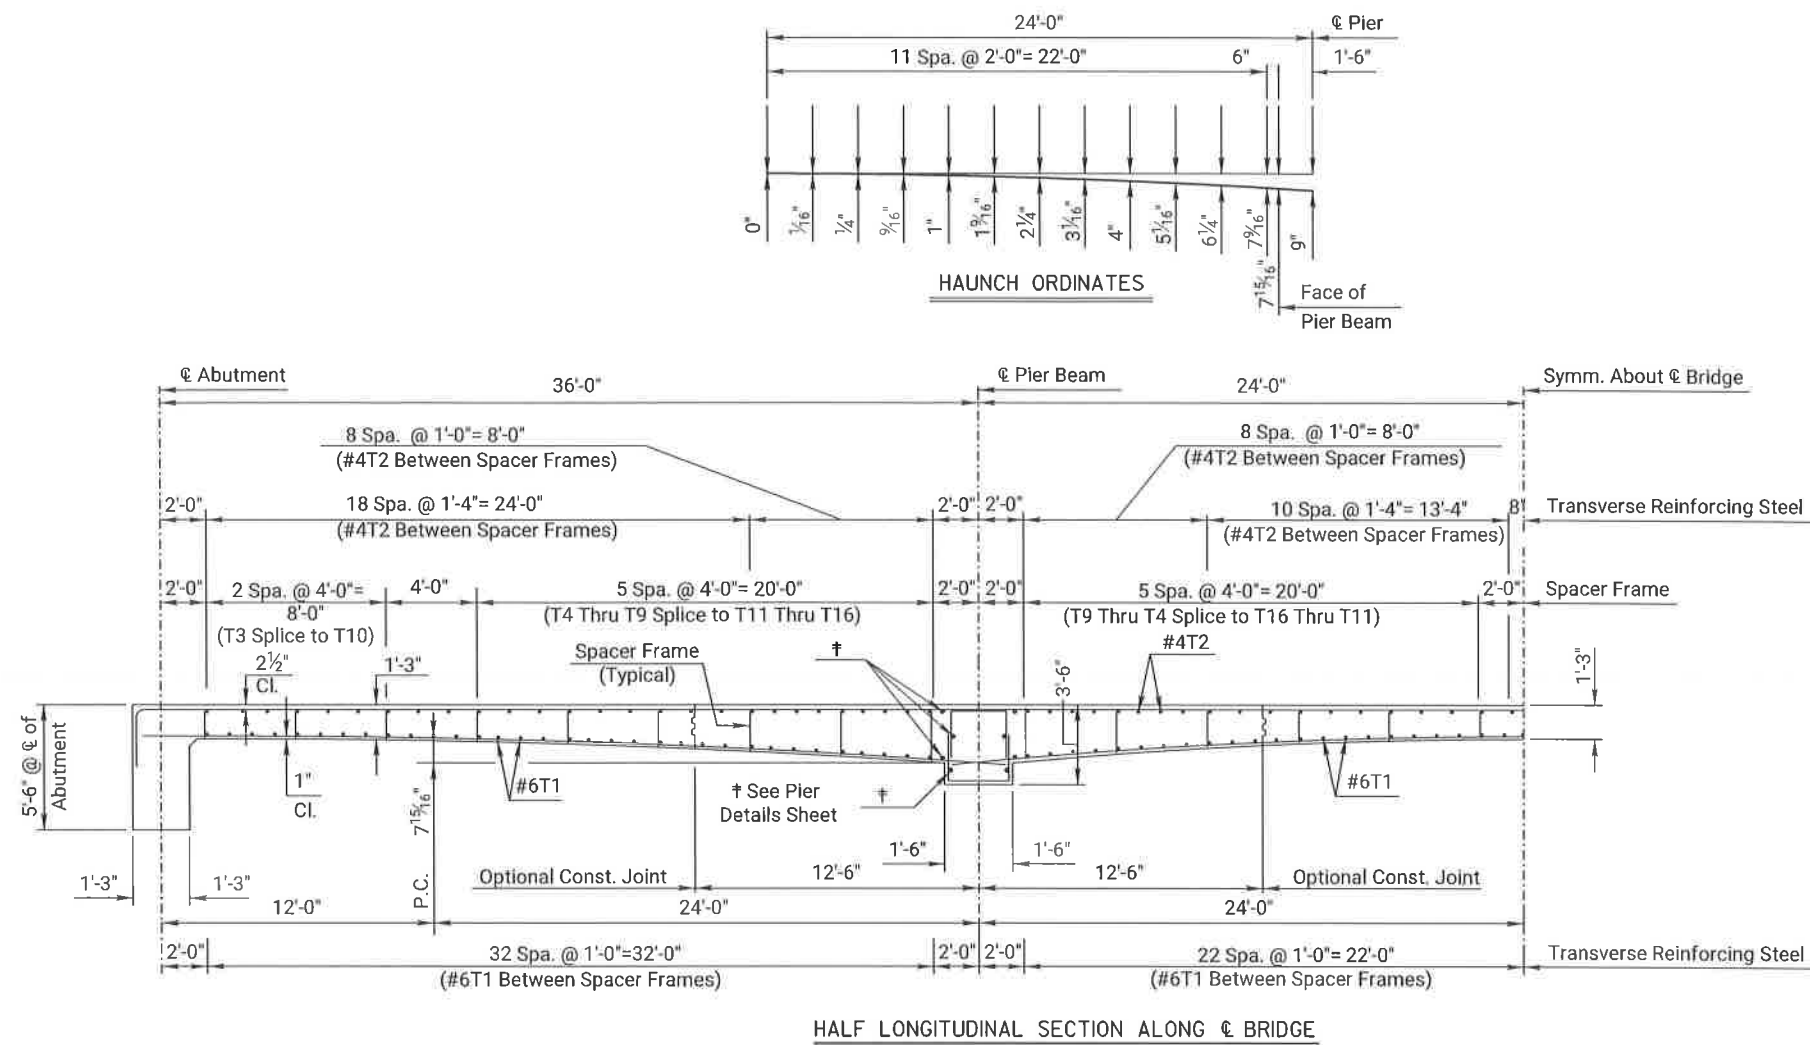 24'-0"
℄ Pier
11 Spa. @ 2'-0"= 22'-0"
6"
1'-6"
0"
1⁄16"
1⁄4"
9⁄16"
1"
1 9⁄16"
2 1⁄4"
3 1⁄16"
4"
5 1⁄16"
6 1⁄4"
7 9⁄16"
9"
7 15⁄16"
HAUNCH ORDINATES
Face of
Pier Beam
℄ Abutment
36'-0"
℄ Pier Beam
24'-0"
Symm. About ℄ Bridge
8 Spa. @ 1'-0"= 8'-0"
(#4T2 Between Spacer Frames)
8 Spa. @ 1'-0"= 8'-0"
(#4T2 Between Spacer Frames)
2'-0"
18 Spa. @ 1'-4"= 24'-0"
(#4T2 Between Spacer Frames)
2'-0"
2'-0"
10 Spa. @ 1'-4"= 13'-4"
(#4T2 Between Spacer Frames)
8"
Transverse Reinforcing Steel
2'-0"
2 Spa. @ 4'-0"=
8'-0"
(T3 Splice to T10)
4'-0"
5 Spa. @ 4'-0"= 20'-0"
(T4 Thru T9 Splice to T11 Thru T16)
2'-0"
2'-0"
5 Spa. @ 4'-0"= 20'-0"
(T9 Thru T4 Splice to T16 Thru T11)
2'-0"
Spacer Frame
2 1⁄2"
Cl.
1'-3"
Spacer Frame
(Typical)
‡
3'-6"
#4T2
1'-3"
5'-6" @ ℄ of
Abutment
1"
Cl.
7 15⁄16"
P.C.
#6T1
‡ See Pier
Details Sheet
‡
#6T1
1'-3"
1'-3"
1'-6"
1'-6"
Optional Const. Joint
12'-6"
12'-6"
Optional Const. Joint
12'-0"
24'-0"
24'-0"
2'-0"
32 Spa. @ 1'-0"=32'-0"
(#6T1 Between Spacer Frames)
2'-0"
2'-0"
22 Spa. @ 1'-0"= 22'-0"
(#6T1 Between Spacer Frames)
Transverse Reinforcing Steel
HALF LONGITUDINAL SECTION ALONG ℄ BRIDGE